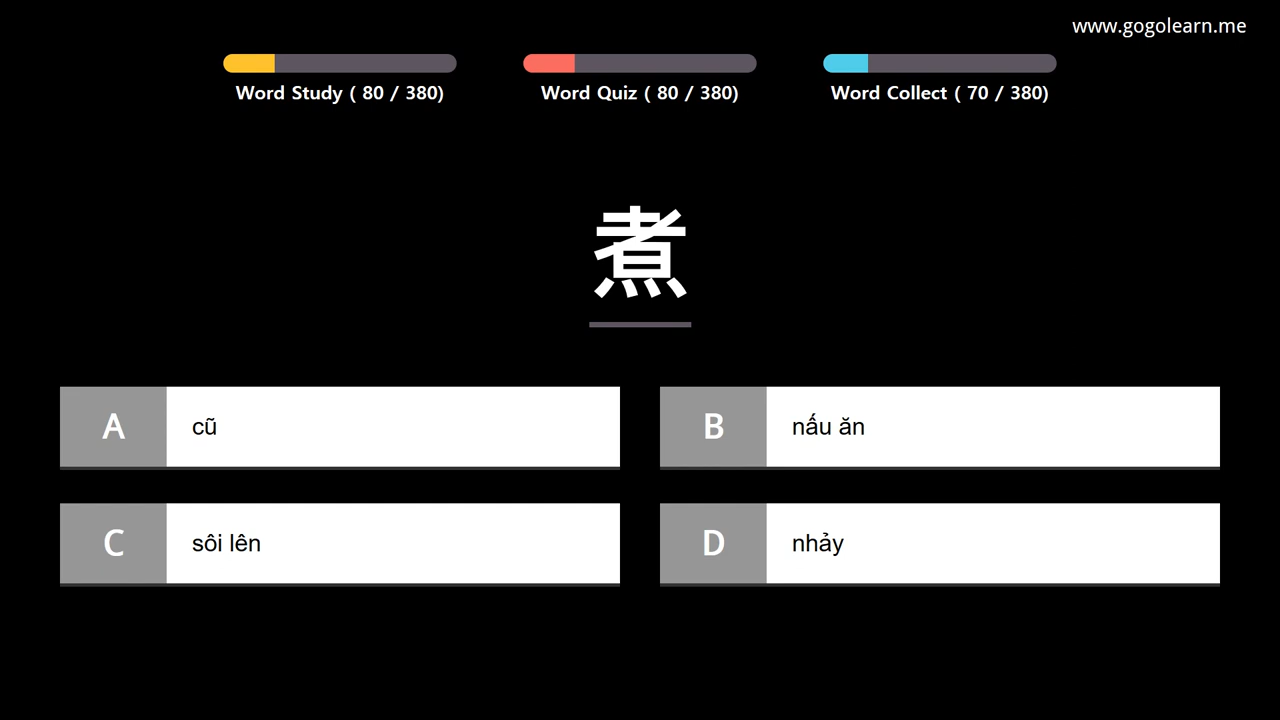 www.gogolearn.me
Word Study ( 80 / 380)
Word Quiz ( 80 / 380)
Word Collect ( 70 / 380)
煮
A cũ
B nấu ăn
C sôi lên
D nhảy